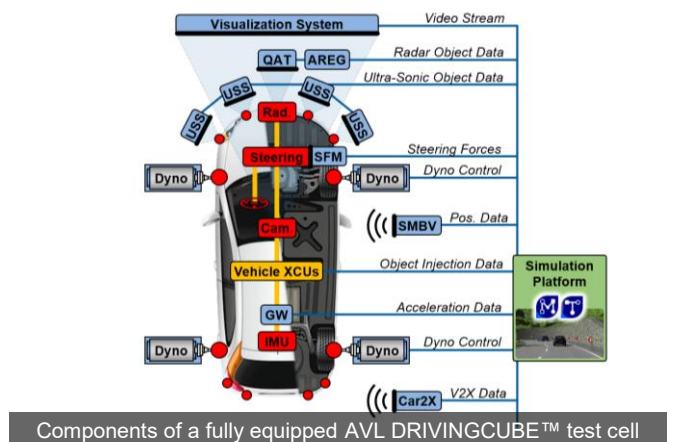 Visualization System
Video Stream
QAT
AREG
Radar Object Data
USS
USS
Ultra-Sonic Object Data
USS
USS
Rad.
Steering
SFM
Steering Forces
Dyno
Dyno
Dyno Control
SMBV
Pos. Data
Cam.
Vehicle XCUs
Object Injection Data
Simulation
Platform
GW
Acceleration Data
IMU
Dyno
Dyno
Dyno Control
Car2X
V2X Data
Components of a fully equipped AVL DRIVINGCUBE™ test cell